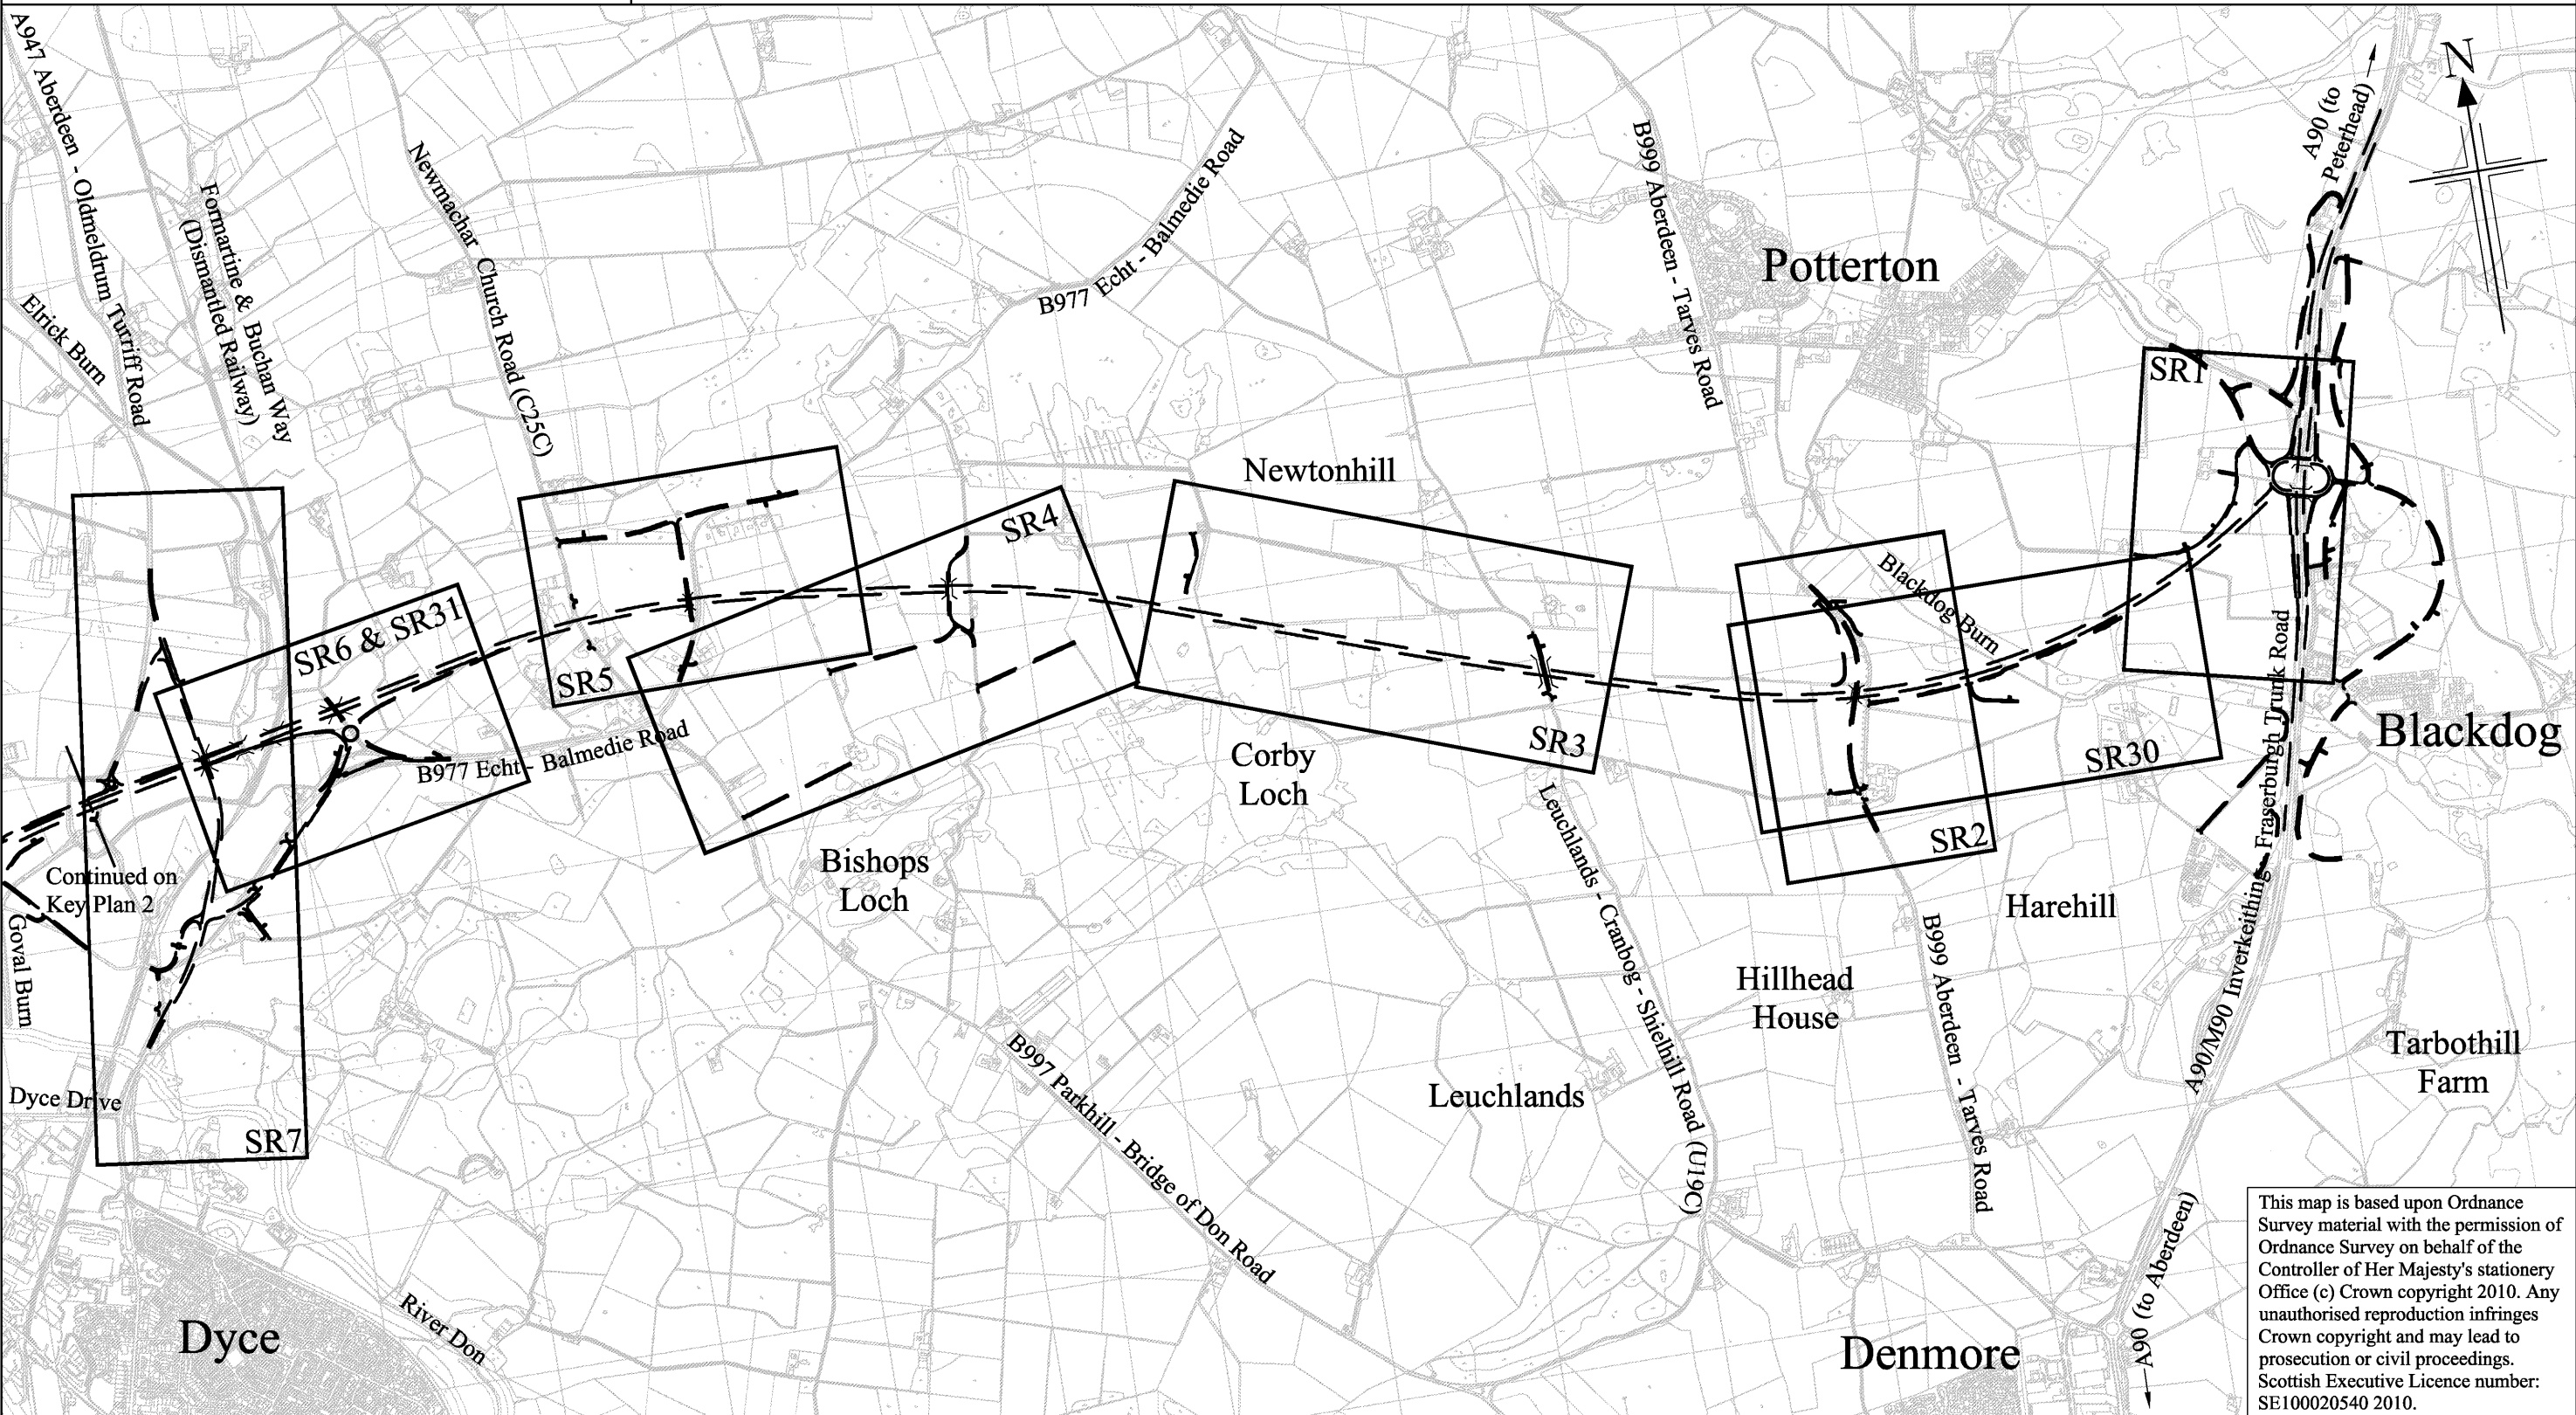 A947 Aberdeen - Oldmeldrum Turriff Road
Formartine & Buchan Way
(Dismantled Railway)
Elrick Burn
Newmachar Church Road (C25C)
B977 Echt - Balmedie Road
B999 Aberdeen - Tarves Road
Potterton
A90 (to
Peterhead)
N
SR1
Newtonhill
SR4
SR6 & SR31
SR5
Blackdog Burn
B977 Echt - Balmedie Road
SR3
SR30
Blackdog
Corby
Loch
SR2
Bishops
Loch
Continued on
Key Plan 2
Goval Burn
Leuchlands - Cranbog - Shielhill Road (U19C)
Harehill
B999 Aberdeen - Tarves Road
A90/M90 Inverkeithing - Fraserburgh Trunk Road
Hillhead
House
Tarbothill
Farm
Leuchlands
B997 Parkhill - Bridge of Don Road
Dyce Drive
SR7
River Don
Dyce
Denmore
A90 (to Aberdeen)
This map is based upon Ordnance
Survey material with the permission of
Ordnance Survey on behalf of the
Controller of Her Majesty's stationery
Office (c) Crown copyright 2010. Any
unauthorised reproduction infringes
Crown copyright and may lead to
prosecution or civil proceedings.
Scottish Executive Licence number:
SE100020540 2010.